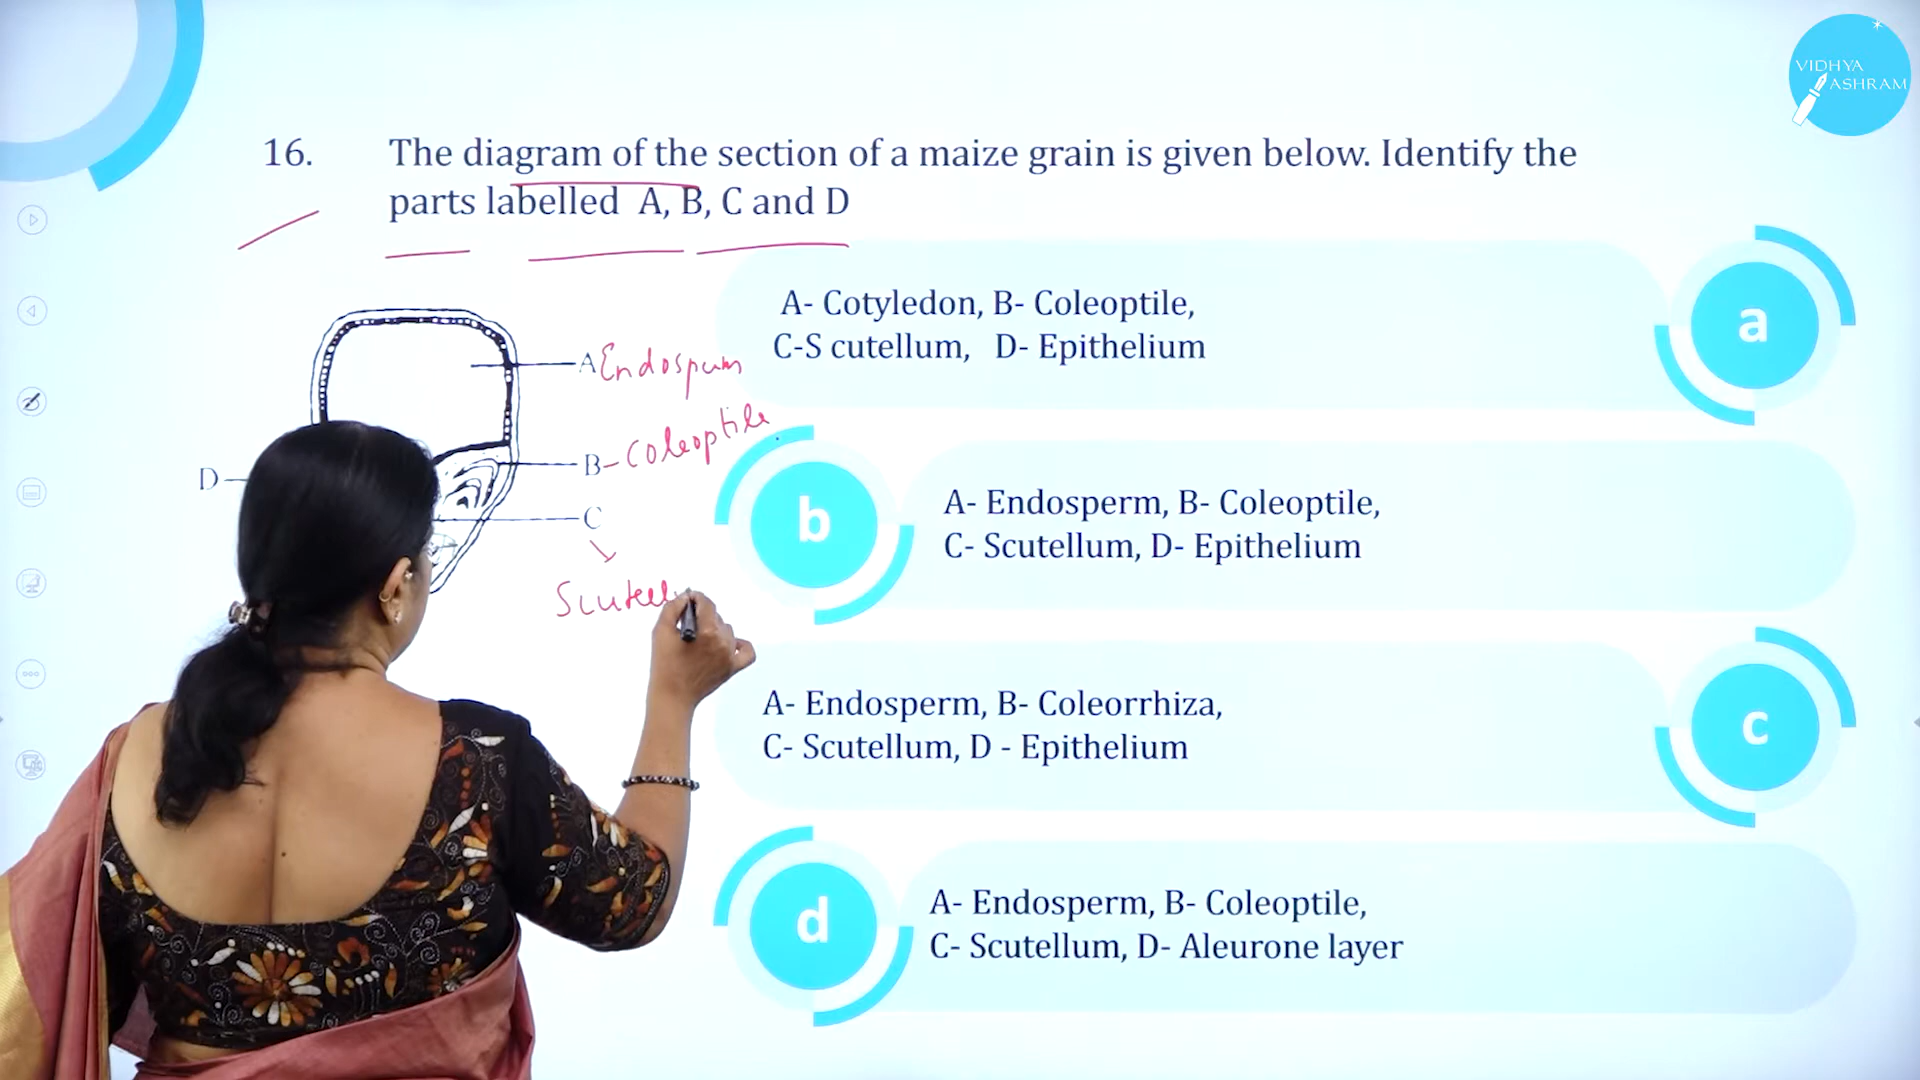 VIDHYA
ASHRAM
16. The diagram of the section of a maize grain is given below. Identify the
parts labelled A, B, C and D
A- Cotyledon, B- Coleoptile,
C-S cutellum, D- Epithelium
a
A Endosperm
B- Coleoptile
D
C
Scutell
b
A- Endosperm, B- Coleoptile,
C- Scutellum, D- Epithelium
A- Endosperm, B- Coleorrhiza,
C- Scutellum, D - Epithelium
c
d
A- Endosperm, B- Coleoptile,
C- Scutellum, D- Aleurone layer